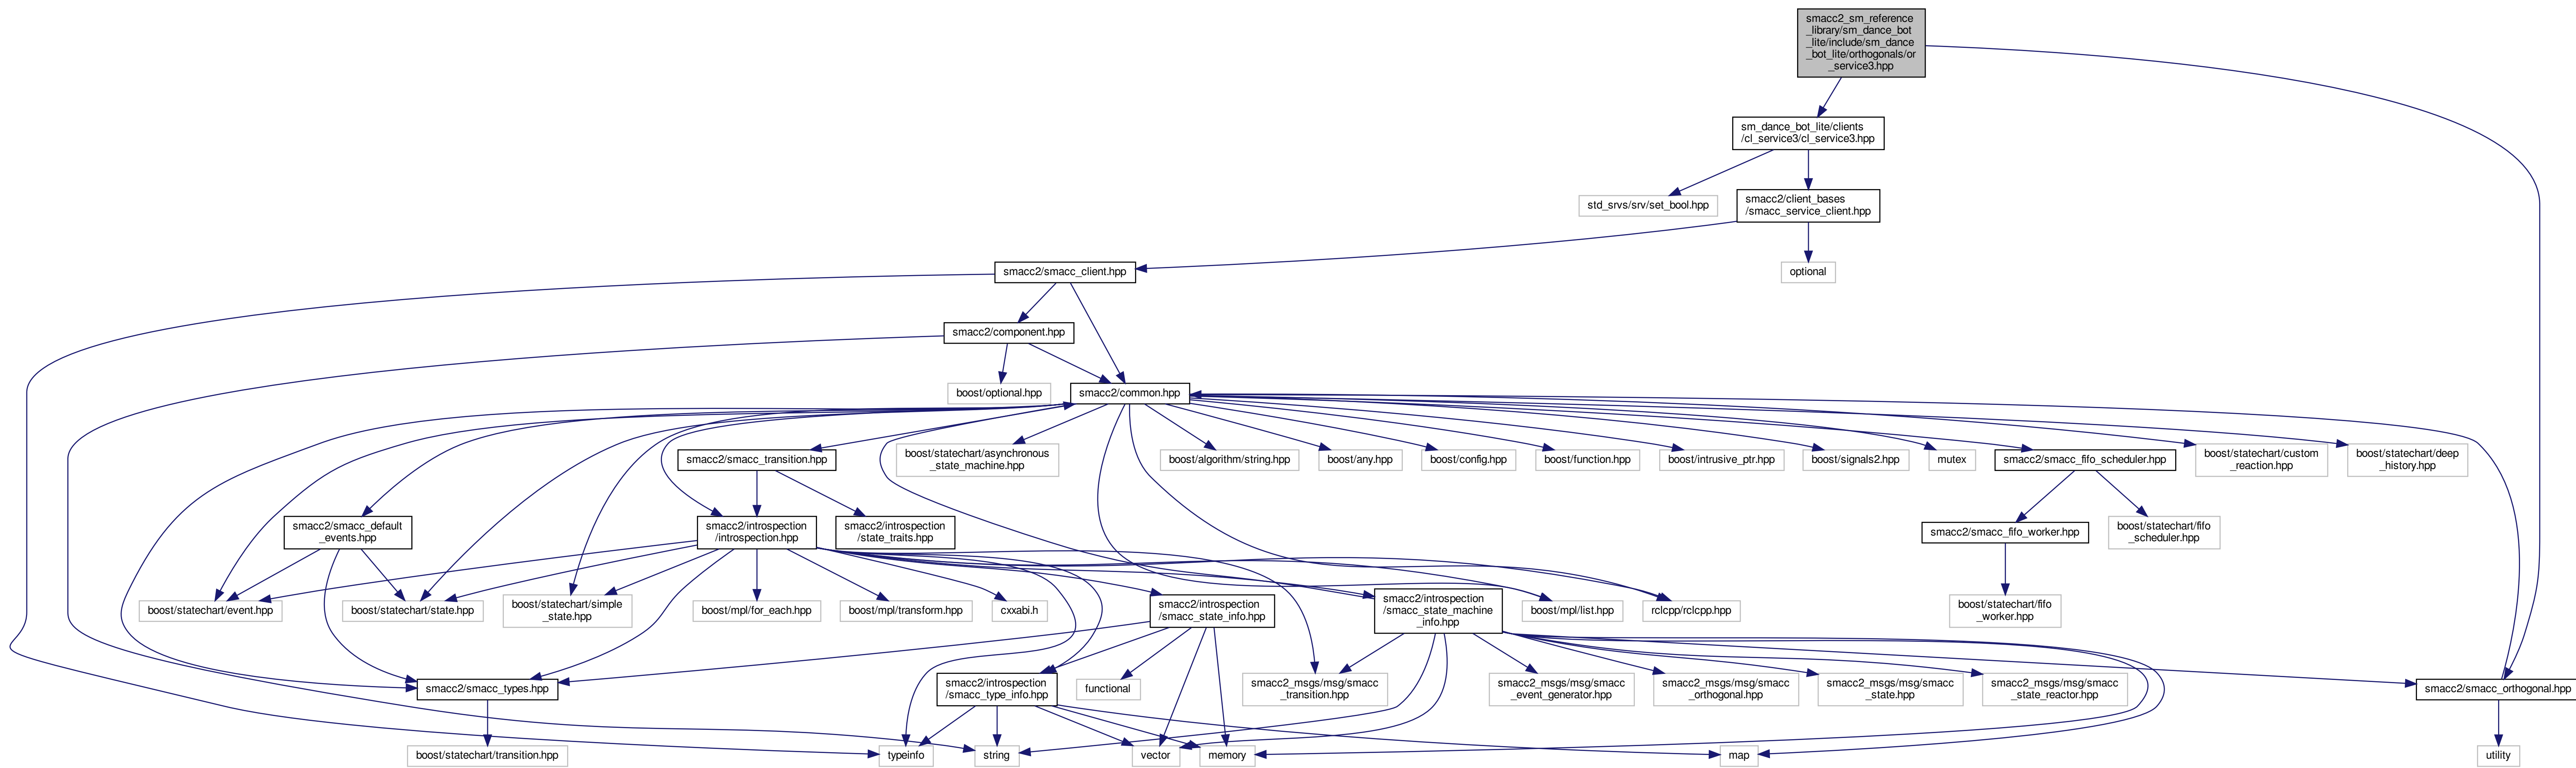 smacc2_sm_reference
_library/sm_dance_bot
_lite/include/sm_dance
_bot_lite/orthogonals/or
_service3.hpp
sm_dance_bot_lite/clients
/cl_service3/cl_service3.hpp
std_srvs/srv/set_bool.hpp
smacc2/client_bases
/smacc_service_client.hpp
smacc2/smacc_client.hpp
optional
smacc2/component.hpp
boost/optional.hpp
smacc2/common.hpp
smacc2/smacc_transition.hpp
boost/statechart/asynchronous
_state_machine.hpp
boost/algorithm/string.hpp
boost/any.hpp
boost/config.hpp
boost/function.hpp
boost/intrusive_ptr.hpp
boost/signals2.hpp
mutex
smacc2/smacc_fifo_scheduler.hpp
boost/statechart/custom
_reaction.hpp
boost/statechart/deep
_history.hpp
smacc2/smacc_default
_events.hpp
smacc2/introspection
/introspection.hpp
smacc2/introspection
/state_traits.hpp
smacc2/smacc_fifo_worker.hpp
boost/statechart/fifo
_scheduler.hpp
boost/statechart/event.hpp
boost/statechart/state.hpp
boost/statechart/simple
_state.hpp
boost/mpl/for_each.hpp
boost/mpl/transform.hpp
cxxabi.h
smacc2/introspection
/smacc_state_info.hpp
smacc2/introspection
/smacc_state_machine
_info.hpp
boost/mpl/list.hpp
rclcpp/rclcpp.hpp
boost/statechart/fifo
_worker.hpp
smacc2/smacc_types.hpp
smacc2/introspection
/smacc_type_info.hpp
functional
smacc2_msgs/msg/smacc
_transition.hpp
smacc2_msgs/msg/smacc
_event_generator.hpp
smacc2_msgs/msg/smacc
_orthogonal.hpp
smacc2_msgs/msg/smacc
_state.hpp
smacc2_msgs/msg/smacc
_state_reactor.hpp
smacc2/smacc_orthogonal.hpp
boost/statechart/transition.hpp
typeinfo
string
vector
memory
map
utility